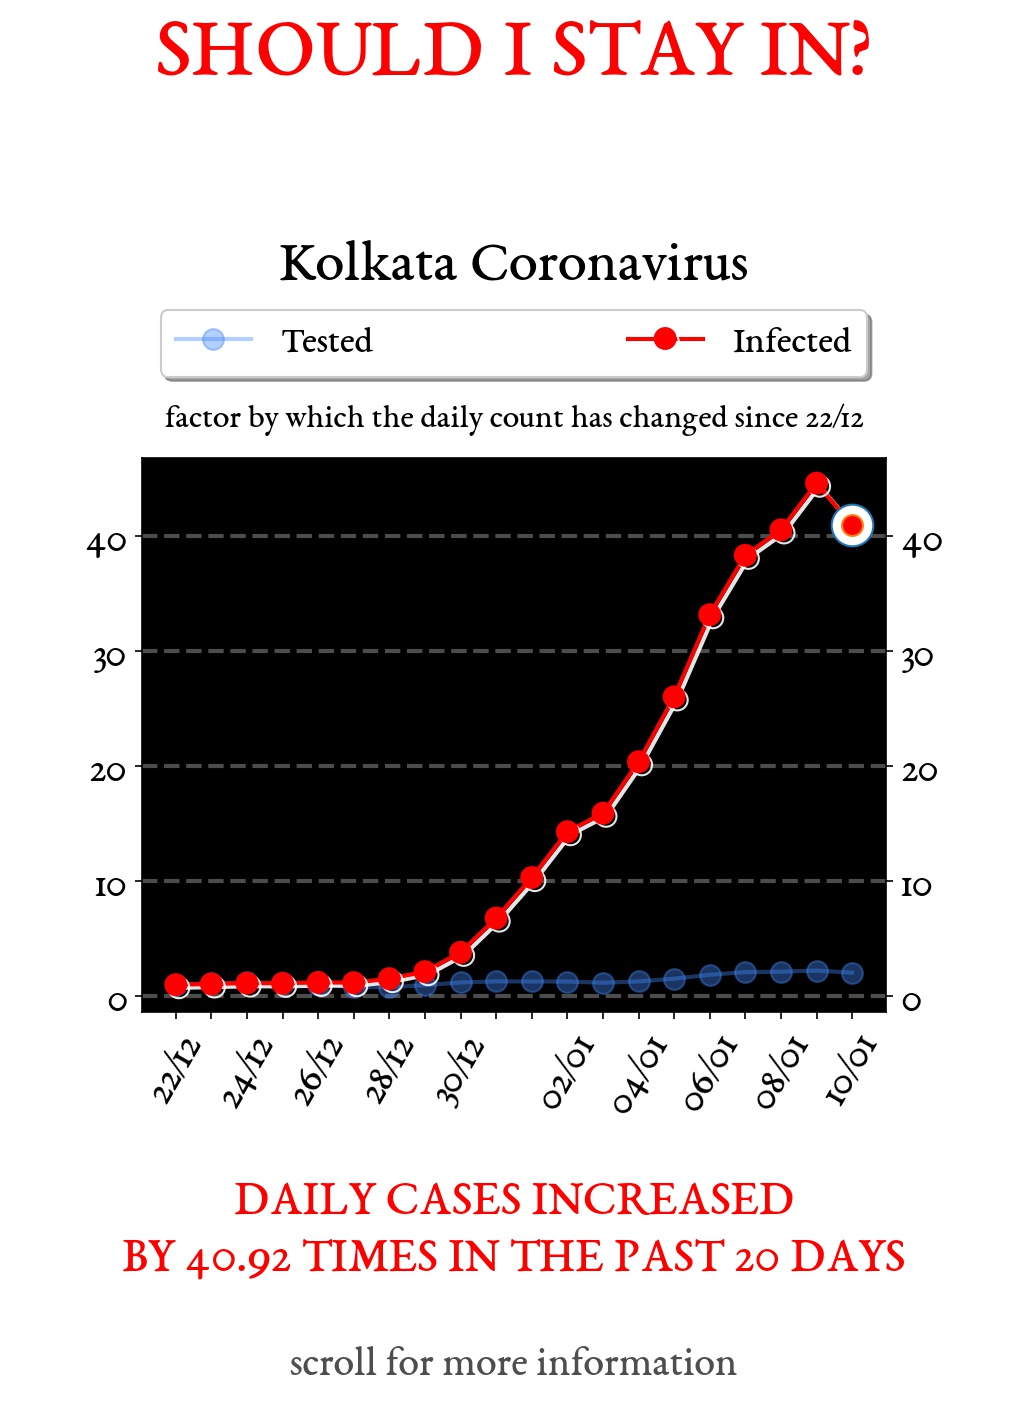 SHOULD I STAY IN?
Kolkata Coronavirus
Tested Infected
factor by which the daily count has changed since 22/12
40 40
30 30
20 20
10 10
0 0
22/12 24/12 26/12 28/12 30/12 02/01 04/01 06/01 08/01 10/01
DAILY CASES INCREASED
BY 40.92 TIMES IN THE PAST 20 DAYS
scroll for more information